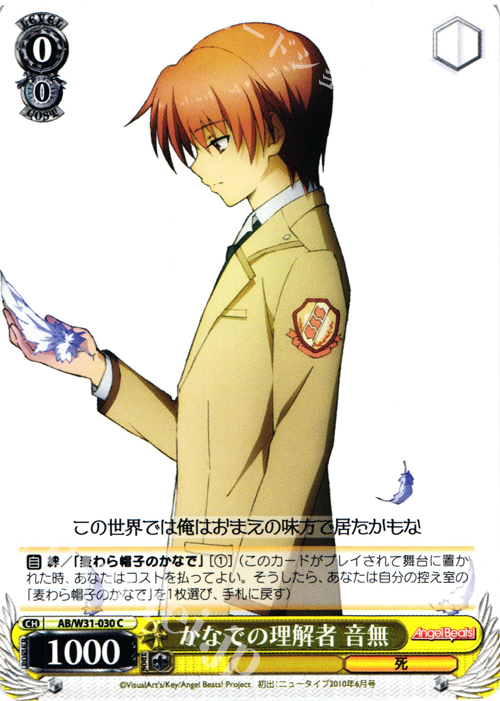 LEVEL
0
0
COST
この世界では俺はおまえの味方で居たかもな
自 絆／「麦わら帽子のかなで」［①］（このカードがプレイされて舞台に置か
れた時、あなたはコストを払ってよい。そうしたら、あなたは自分の控え室の
「麦わら帽子のかなで」を1枚選び、手札に戻す）
CH AB/W31-030 C
POWER 1000 SOUL かなでの理解者 音無 Angel Beats!
死
©VisualArt's/Key/Angel Beats! Project 初出：ニュータイプ2010年6月号